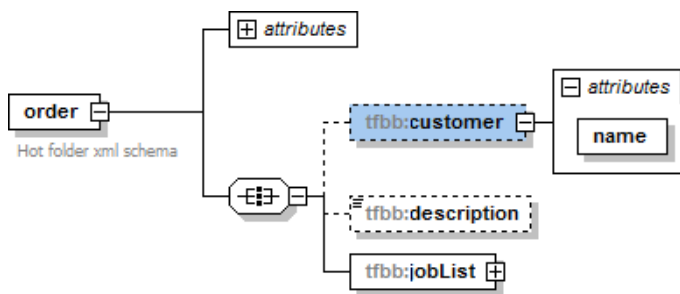 attributes
order
Hot folder xml schema
tfbb:customer
attributes
name
tfbb:description
tfbb:jobList